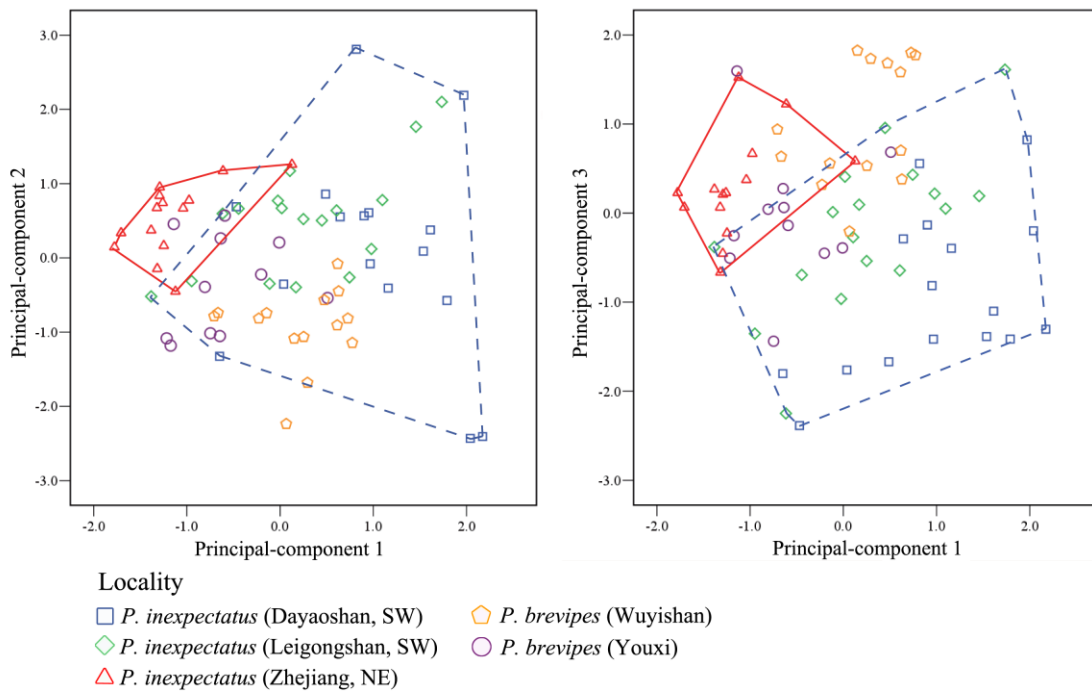 3.0
2.0
1.0
0.0
-1.0
-2.0
-3.0
Principal-component 2
-2.0 -1.0 0.0 1.0 2.0
Principal-component 1
2.0
1.0
0.0
-1.0
-2.0
-3.0
Principal-component 3
-2.0 -1.0 0.0 1.0 2.0
Principal-component 1
Locality
P. inexpectatus (Dayaoshan, SW)
P. inexpectatus (Leigongshan, SW)
P. inexpectatus (Zhejiang, NE)
P. brevipes (Wuyishan)
P. brevipes (Youxi)